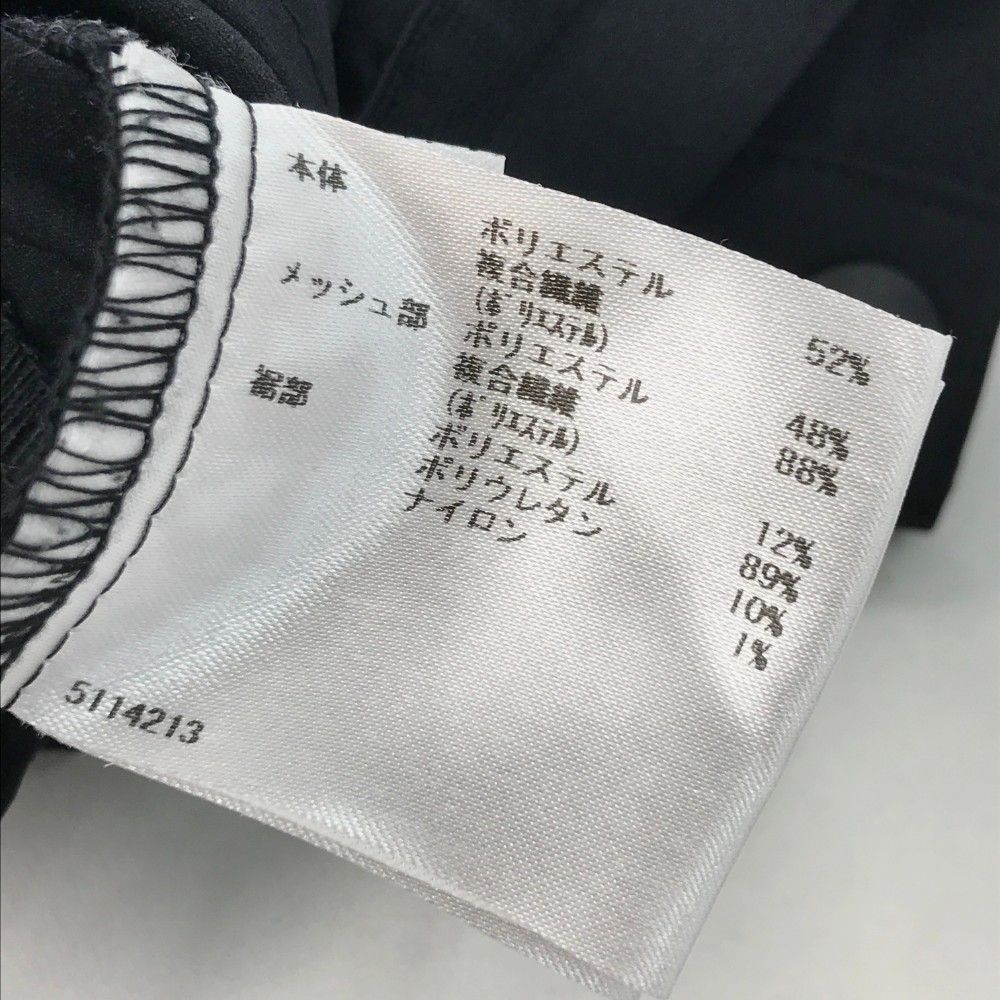 本体 ポリエステル 52%
複合繊維
(ﾎﾟﾘｴｽﾃﾙ) 48%
メッシュ部 ポリエステル 88%
複合繊維
(ﾎﾟﾘｴｽﾃﾙ) 12%
裾部 ポリエステル 89%
ポリウレタン 10%
ナイロン 1%
5114213